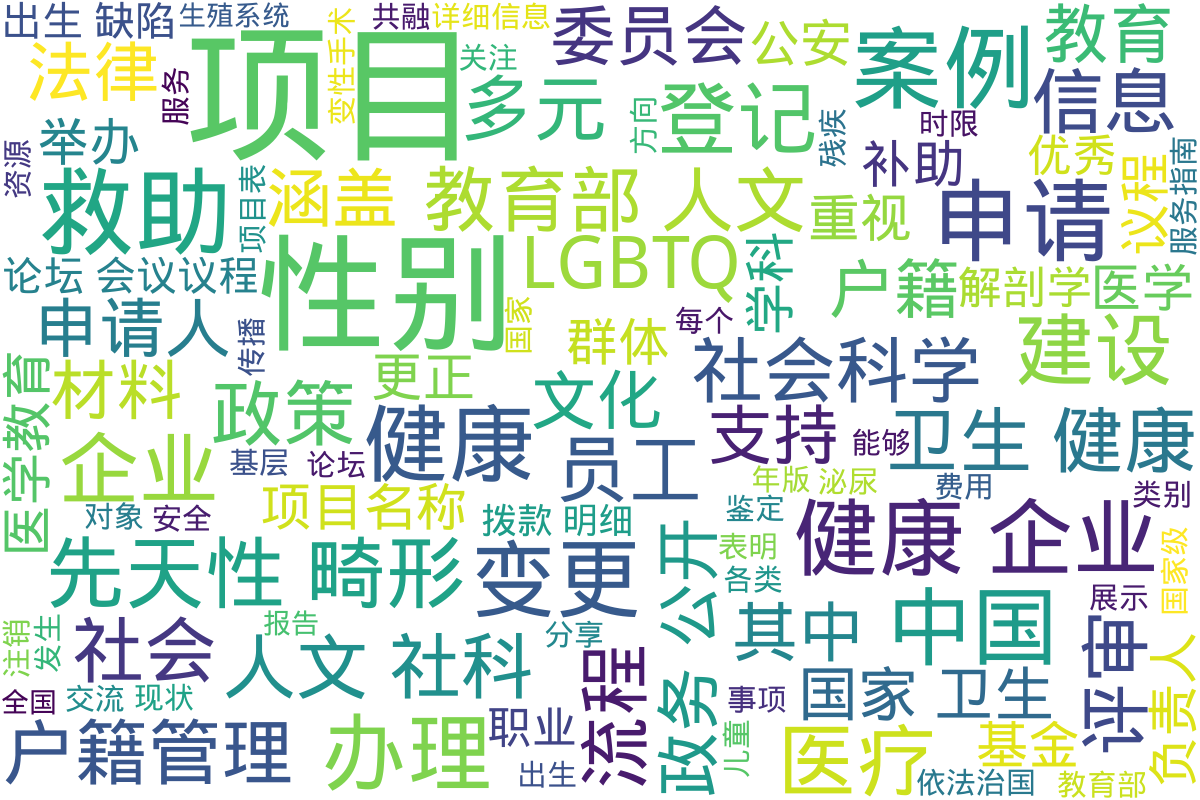 出生 缺陷
生殖系统
变性手术
共融
详细信息
委员会
公安
教育
法律
服务
项目
关注
多元
案例
信息
登记
方向
残疾
时限
举办
资源
补助
优秀
议程
服务指南
救助
项目表
涵盖
教育部 人文
重视
申请
论坛 会议议程
性别
LGBTQ
学科
户籍
解剖学
医学
申请人
传播
国家
每个
群体
建设
社会科学
医学教育
材料
政策
更正
健康
文化
支持
能够
卫生 健康
企业
基层
论坛
员工
年版
泌尿
费用
类别
项目名称
对象
安全
拨款 明细
鉴定
健康 企业
国家级
先天性 畸形
变更
政务 公开
表明
各类
展示
中国
其中
注销
发生
社会
报告
人文 社科
分享
流程
评审
负责人
全国
交流 现状
事项
国家 卫生
户籍管理
办理
职业
出生
儿童
医疗
基金
依法治国
教育部